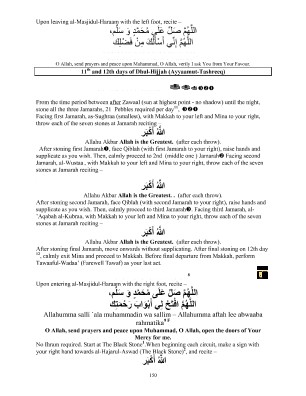 Upon leaving al-Masjidul-Haraam with the left foot, recite –
اللَّهُمَّ صَلِّ عَلَى مُحَمَّدٍ وَ سَلِّم،
اللَّهُمَّ إِنِّي أَسْأَلُكَ مِنْ فَضْلِكَ
O Allah, send prayers and peace upon Muhammad, O Allah, verily I ask You from Your Favour.
11th and 12th days of Dhul-Hijjah (Ayyaamut-Tashreeq)
From the time period between after Zawaal (sun at highest point - no shadow) until the night,
stone all the three Jamaraáh, 21 Pebbles required per day
Facing first Jamarah, as-Sughraa (smallest), with Makkah to your left and Mina to your right,
throw each of the seven stones at Jamarah reciting
اللَّهُ أَكْبَر
Allahu Akbar Allah is the Greatest. (after each throw).
After stoning first Jamarah❶, face Qiblah (with first Jamarah to your right), raise hands and
supplicate as you wish. Then, calmly proceed to 2nd (middle one ) Jamarah❷ Facing second
Jamarah, al-Wustaa , with Makkah to your left and Mina to your right, throw each of the seven
stones at Jamarah reciting –
اللَّهُ أَكْبَر
Allahu Akbar Allah is the Greatest. . (after each throw).
After stoning second Jamarah, face Qiblah (with second Jamarah to your right), raise hands and
supplicate as you wish. Then, calmly proceed to third Jamarah❸. Facing third Jamarah, al-
'Aqabah al-Kubraa, with Makkah to your left and Mina to your right, throw each of the seven
stones at Jamarah reciting –
اللَّهُ أَكْبَر
Allahu Akbar Allah is the Greatest. (after each throw).
After stoning final Jamarah, move onwards without supplicating. After final stoning on 12th day
, calmly exit Mina and proceed to Makkah. Before final departure from Makkah, perform
Tawaaful-Wadaa' (Farewell Tawaf) as your last act.
Upon entering al-Masjidul-Haraam with the right foot, recite –
اللَّهُمَّ صَلِّ عَلَى مُحَمَّدٍ وَ سَلِّم،
اللَّهُمَّ افْتَحْ لِي أَبْوَابَ رَحْمَتِكَ
Allahumma salli `ala muhammadin wa sallim – Allahumma aftah lee abwaaba
rahmatika
O Allah, send prayers and peace upon Muhammad, O Allah, open the doors of Your
Mercy for me.
No Ihram required. Start at The Black Stone. When beginning each circuit, make a sign with
your right hand towards al-Hajarul-Aswad (The Black Stone), and recite –
اللَّهُ أَكْبَر
150